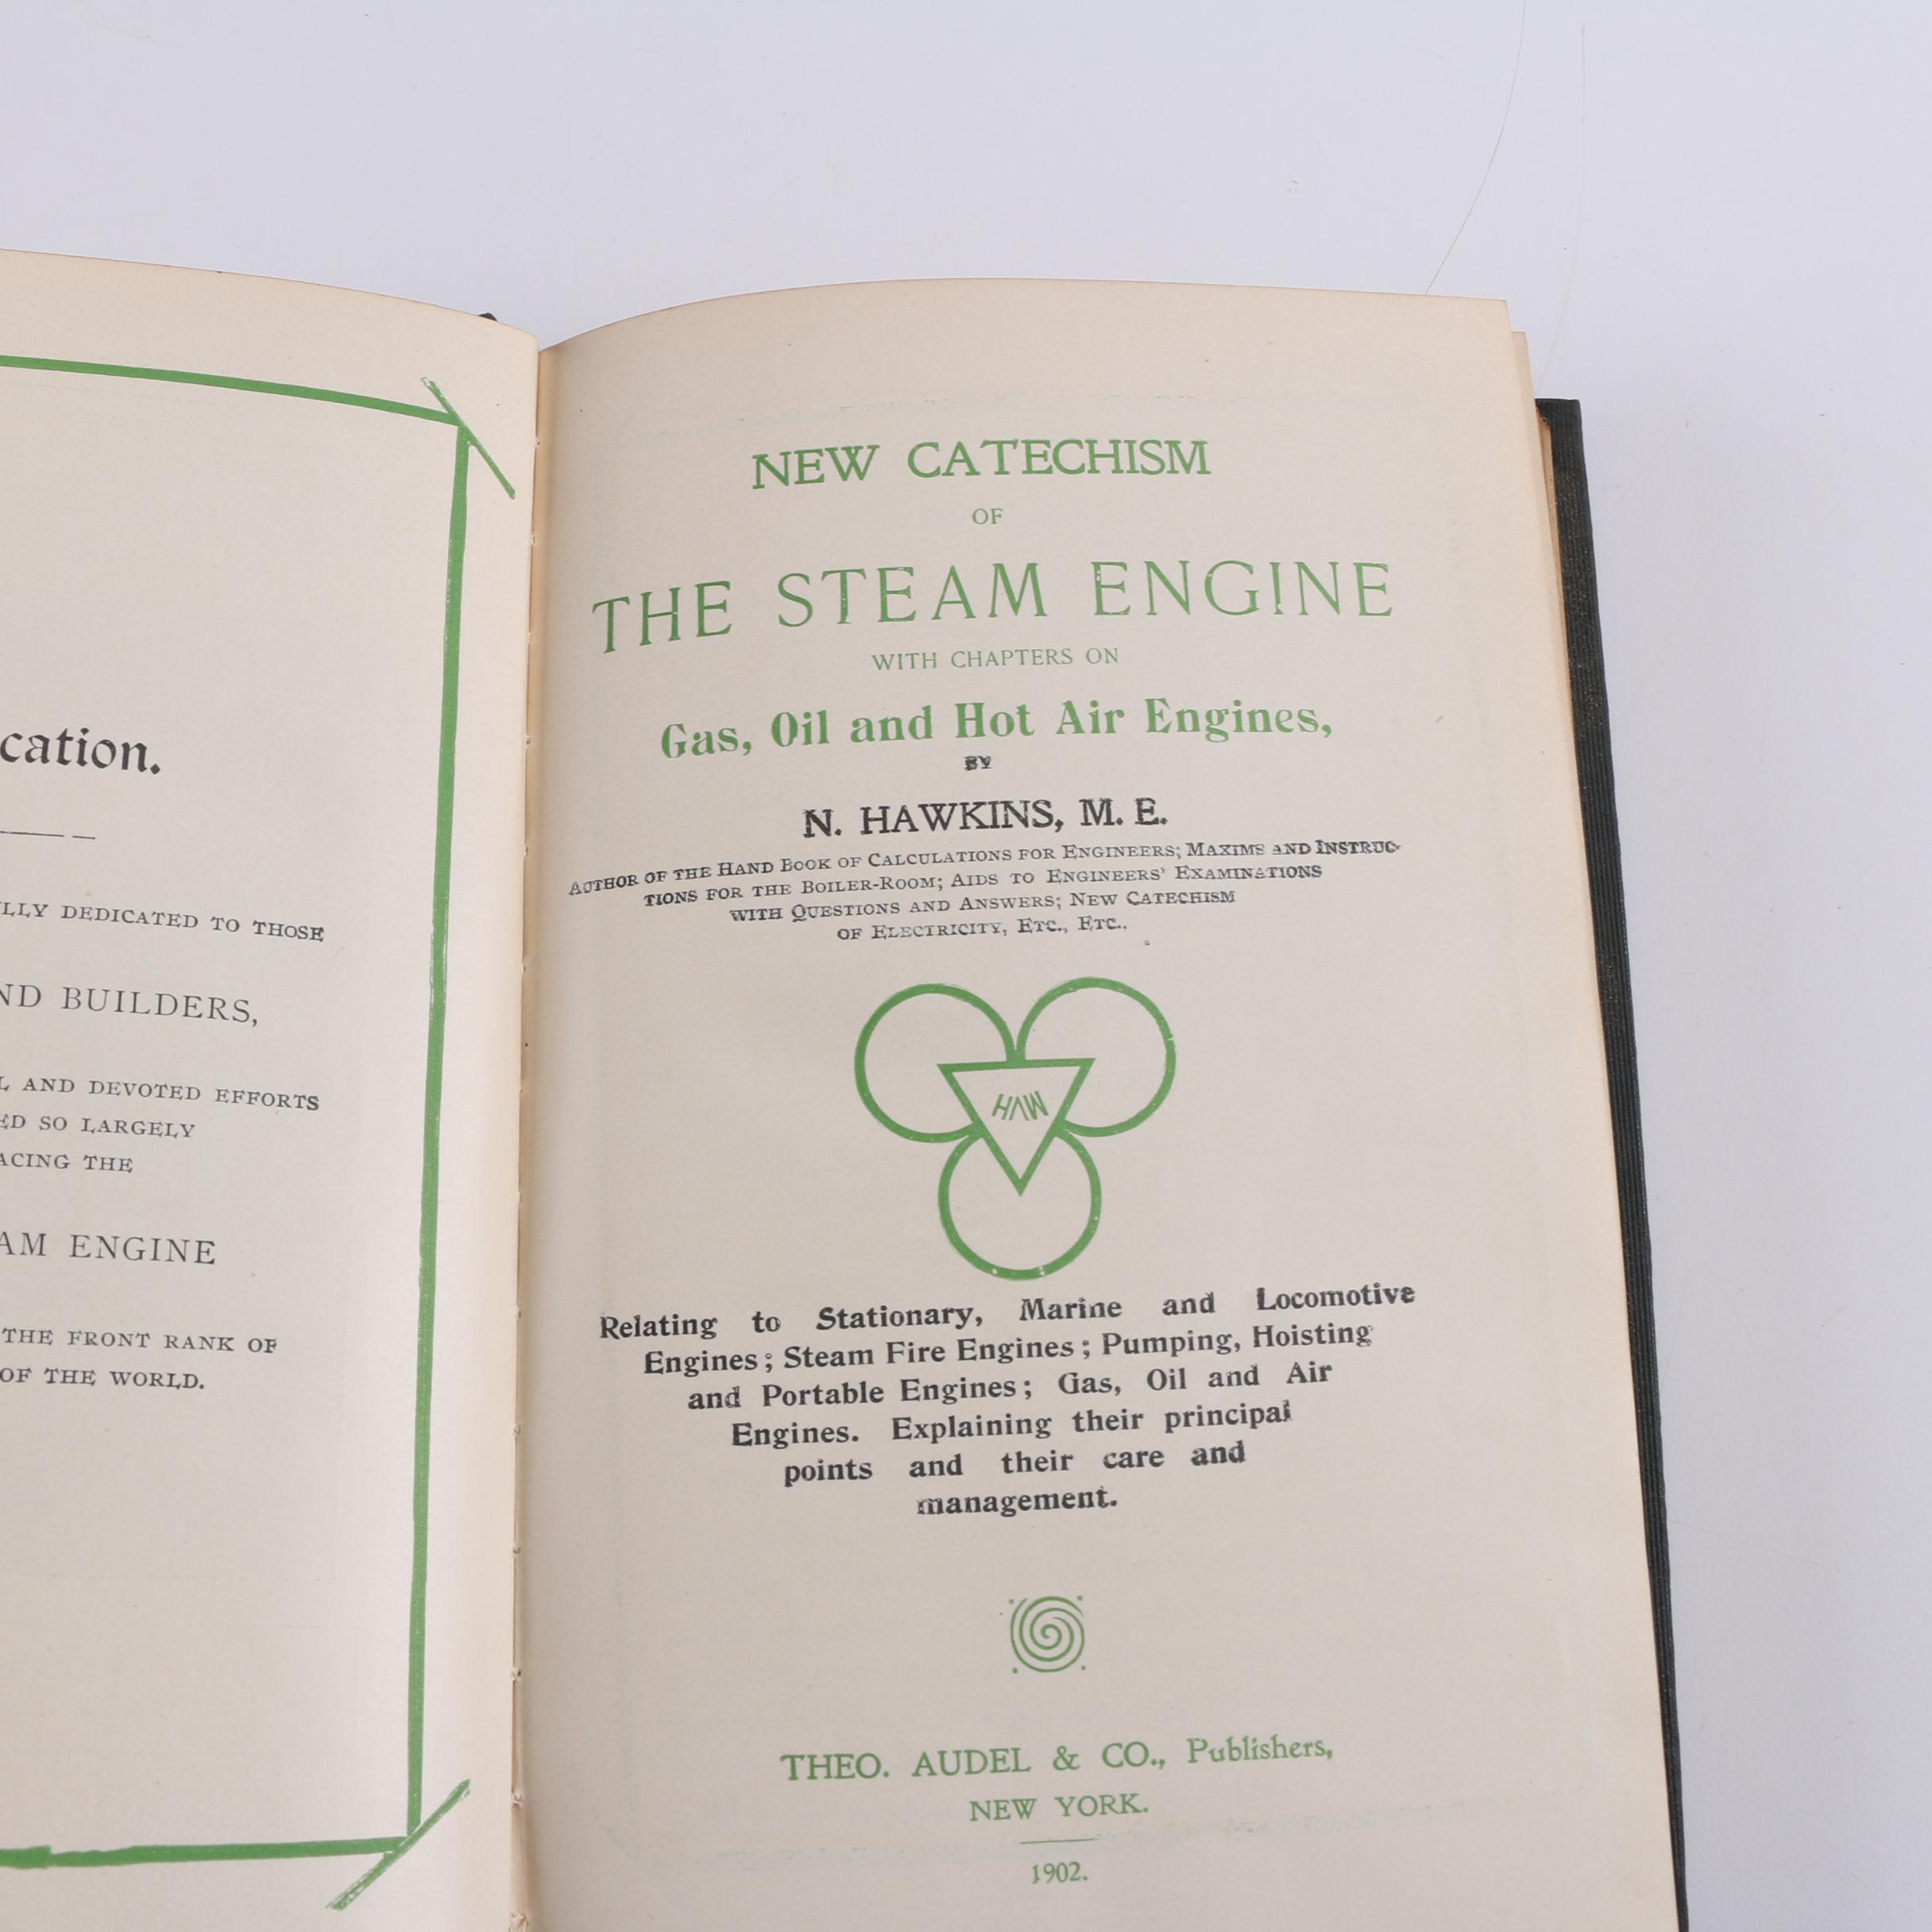 cation.
LLY DEDICATED TO THOSE
ND BUILDERS,
L AND DEVOTED EFFORTS
ED SO LARGELY
ACING THE
AM ENGINE
THE FRONT RANK OF
OF THE WORLD.
NEW CATECHISM
OF
THE STEAM ENGINE
WITH CHAPTERS ON
Gas, Oil and Hot Air Engines,
BY
N. HAWKINS, M. E.
AUTHOR OF THE HAND BOOK OF CALCULATIONS FOR ENGINEERS; MAXIMS AND INSTRUC-
TIONS FOR THE BOILER-ROOM; AIDS TO ENGINEERS' EXAMINATIONS
WITH QUESTIONS AND ANSWERS; NEW CATECHISM
OF ELECTRICITY, ETC., ETC..
HAW
Relating to Stationary, Marine and Locomotive
Engines; Steam Fire Engines; Pumping, Hoisting
and Portable Engines; Gas, Oil and Air
Engines. Explaining their principal
points and their care and
management.
THEO. AUDEL & CO., Publishers,
NEW YORK.
1902.